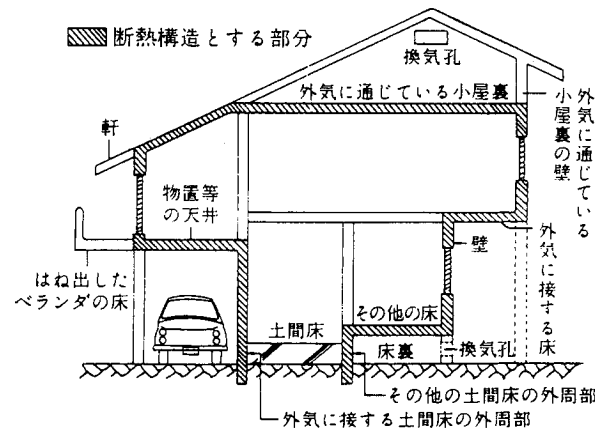 断熱構造とする部分
換気孔
外気に通じている小屋裏
外気に通じている
小屋裏の壁
軒
物置等
の天井
壁
外気に接する床
はね出した
ベランダの床
その他の床
土間床
床裏
換気孔
その他の土間床の外周部
外気に接する土間床の外周部